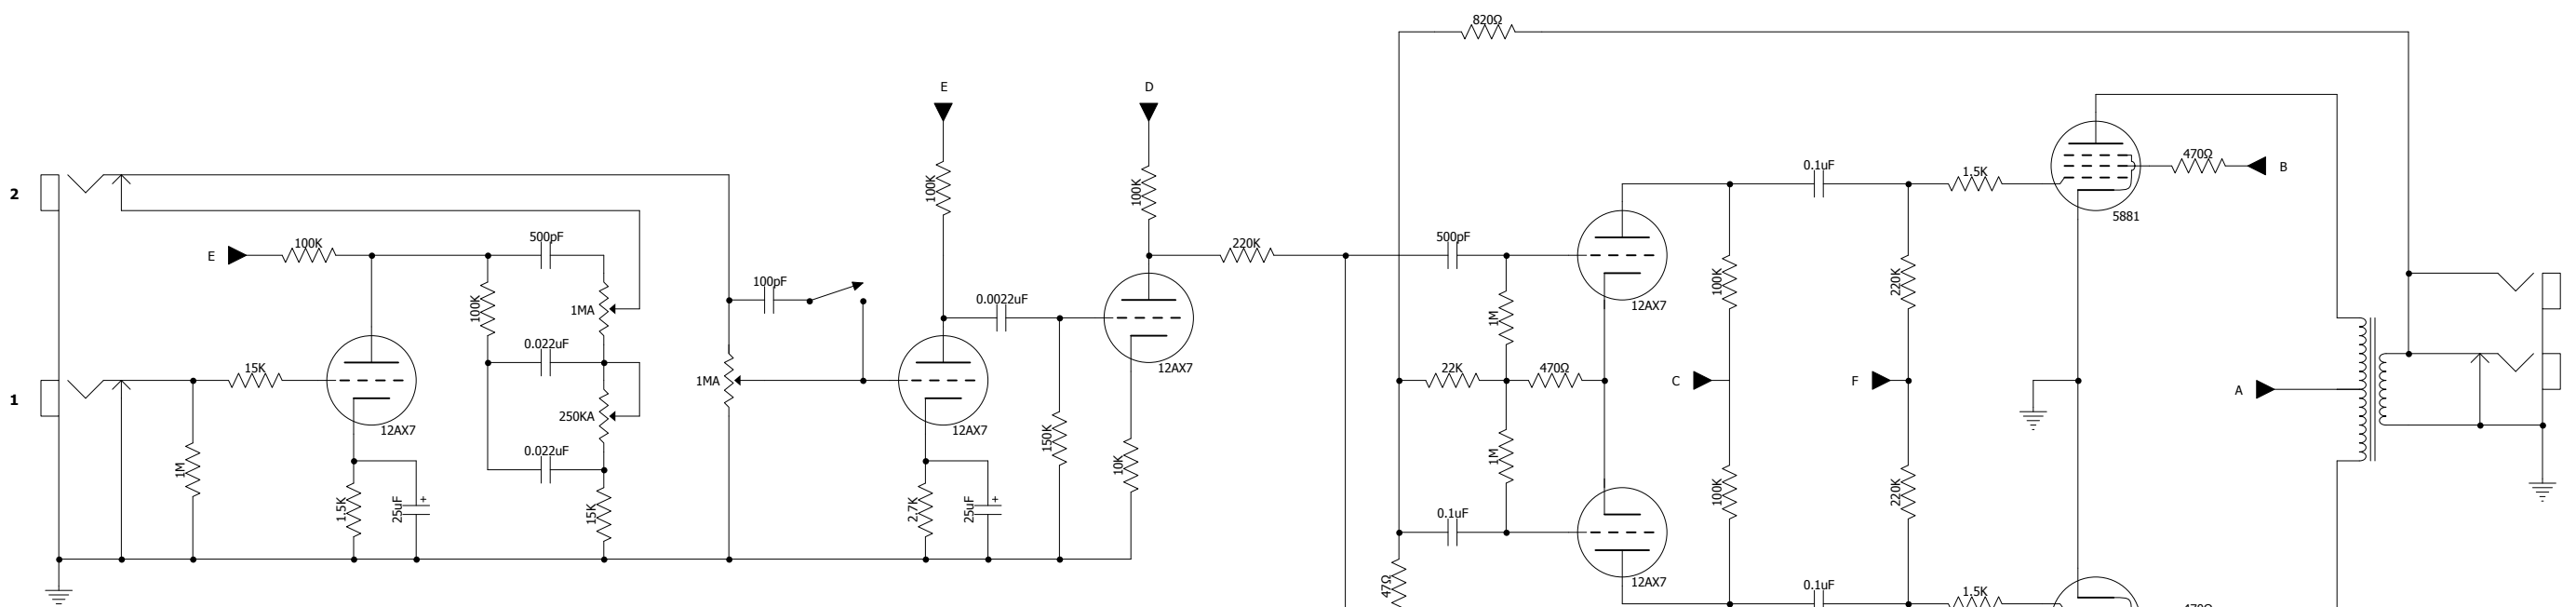 820Ω
E
D
0.1uF
1.5K
470Ω
B
2
100K
100K
5881
E
100K
500pF
220K
500pF
100K
1MA
100pF
0.0022uF
12AX7
100K
220K
1M
0.022uF
15K
1MA
12AX7
22K
470Ω
C
F
A
1
250KA
12AX7
12AX7
150K
1M
0.022uF
1M
10K
1.5K
25uF
+
15K
2.7K
25uF
+
0.1uF
100K
220K
12AX7
47Ω
0.1uF
1.5K
470Ω